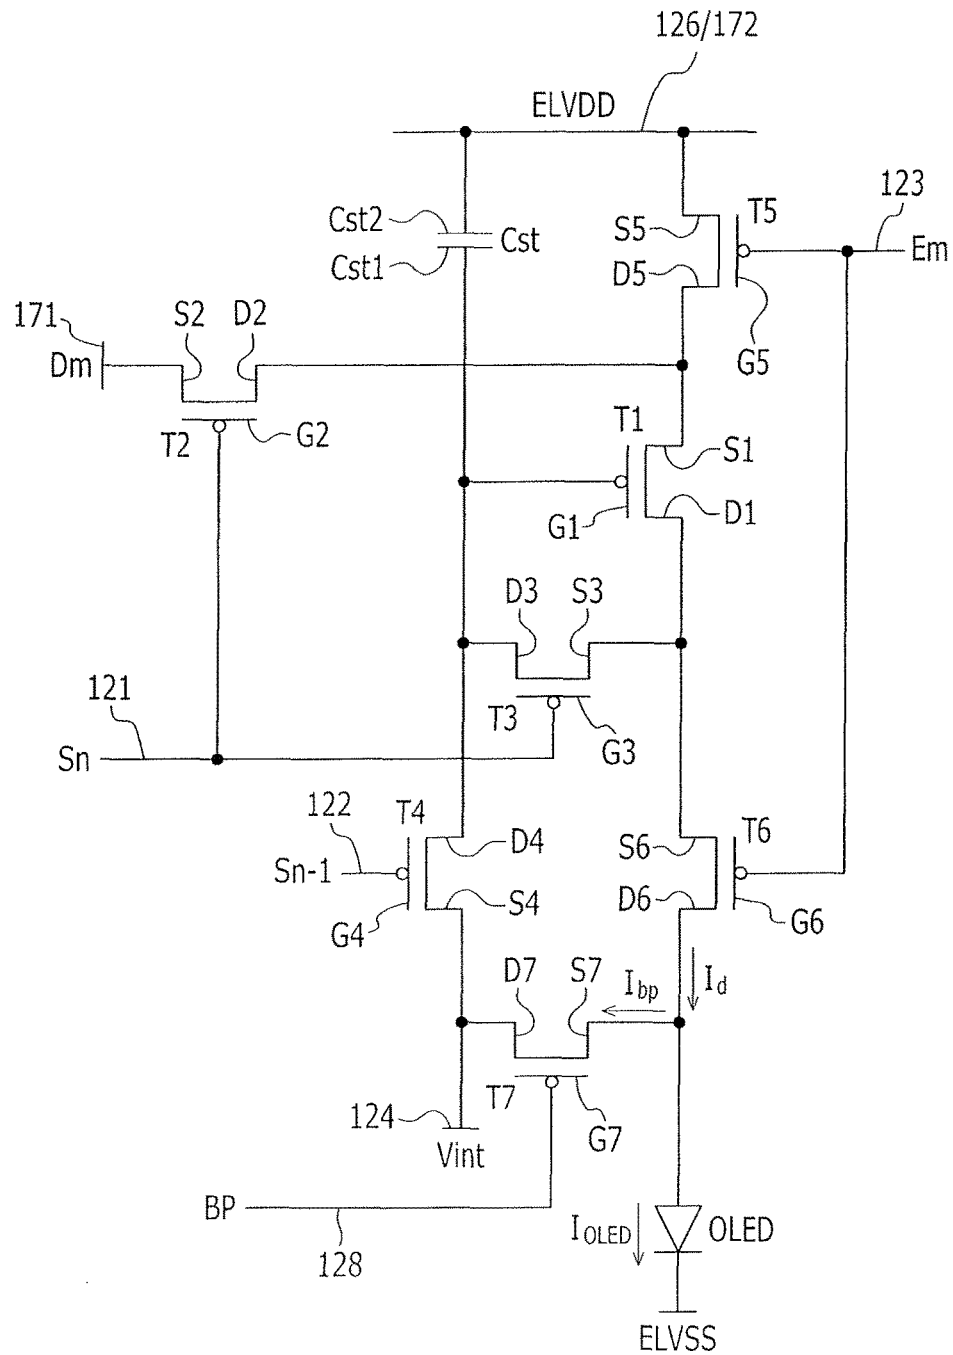 126/172
ELVDD
123
T5
Cst2
S5
Em
Cst
Cst1
D5
171
S2
D2
Dm
G5
T1
T2
G2
S1
G1
D1
D3
S3
121
T3
G3
Sn
122
T4
T6
D4
S6
Sn-1
S4
D6
G4
G6
D7
S7
Ibp
Id
T7
124
G7
Vint
BP
IOLED
OLED
128
ELVSS